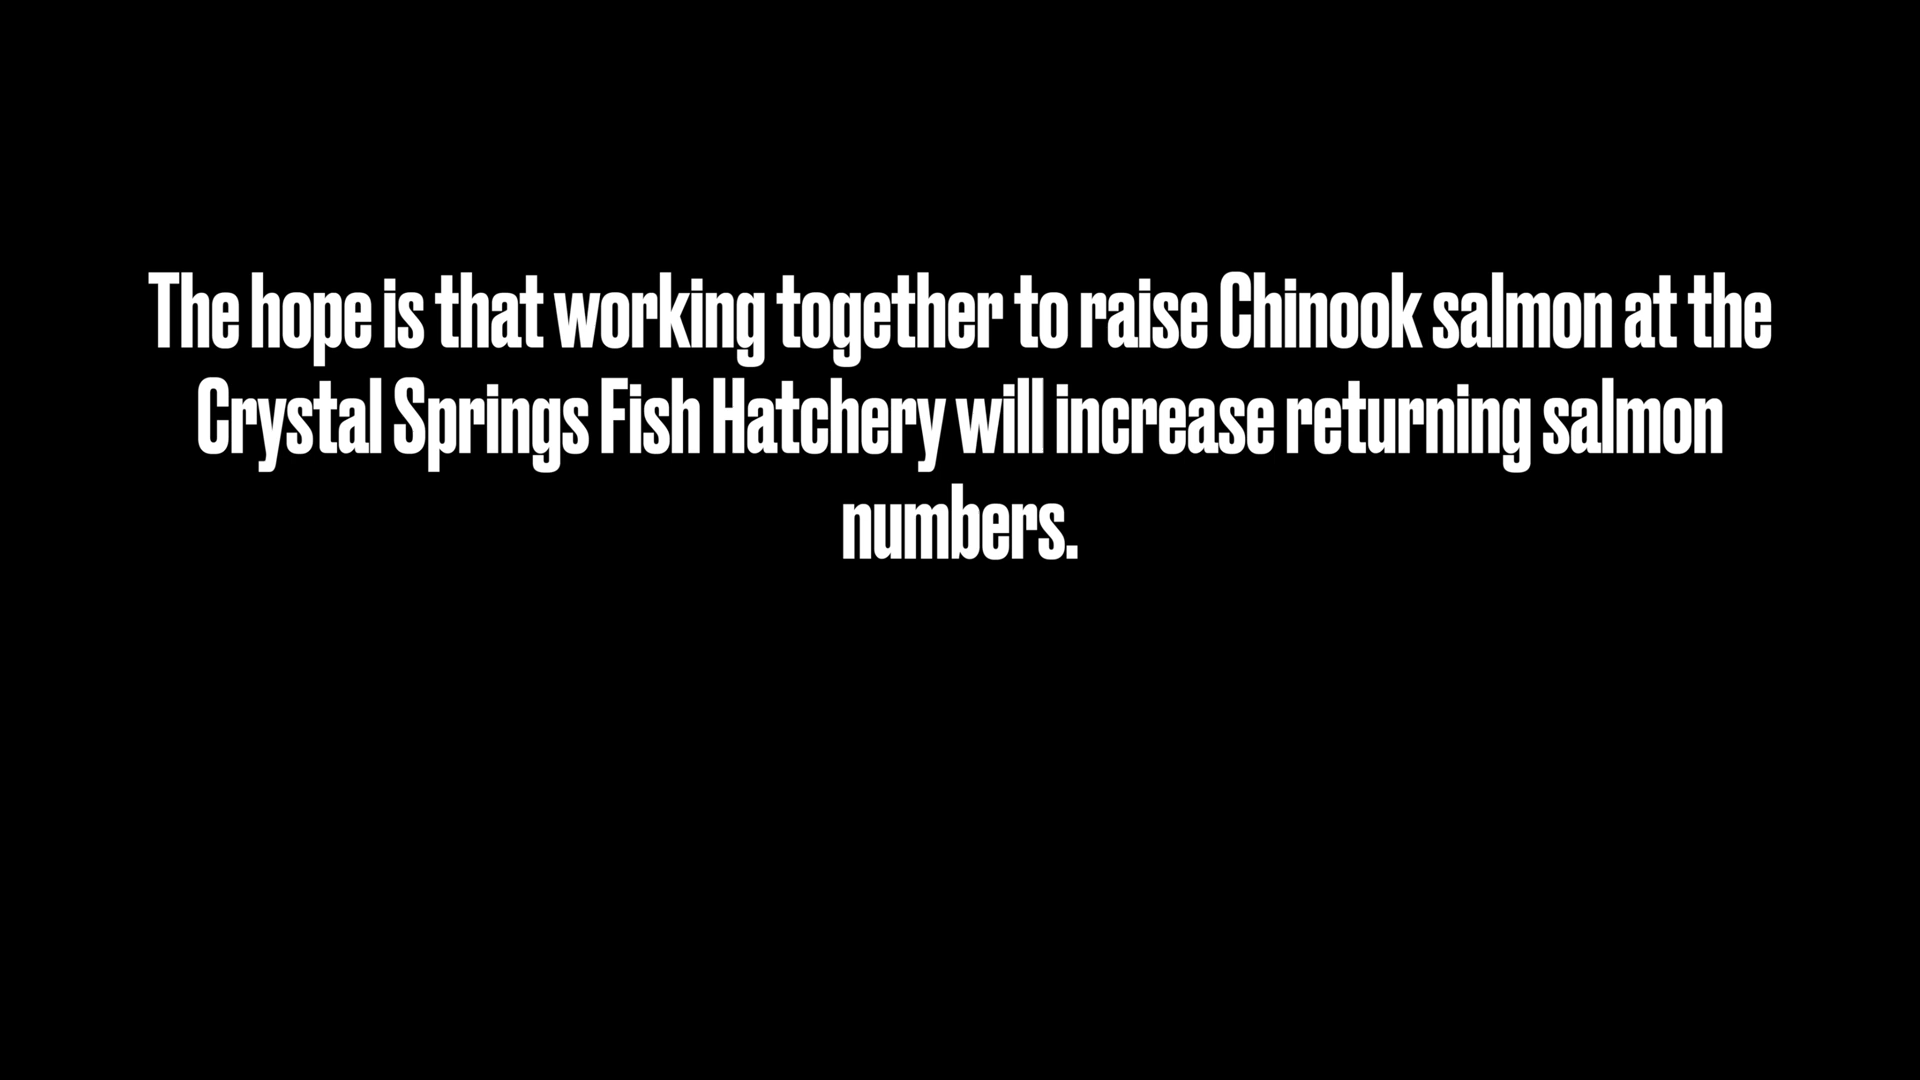 The hope is that working together to raise Chinook salmon at the
Crystal Springs Fish Hatchery will increase returning salmon
numbers.